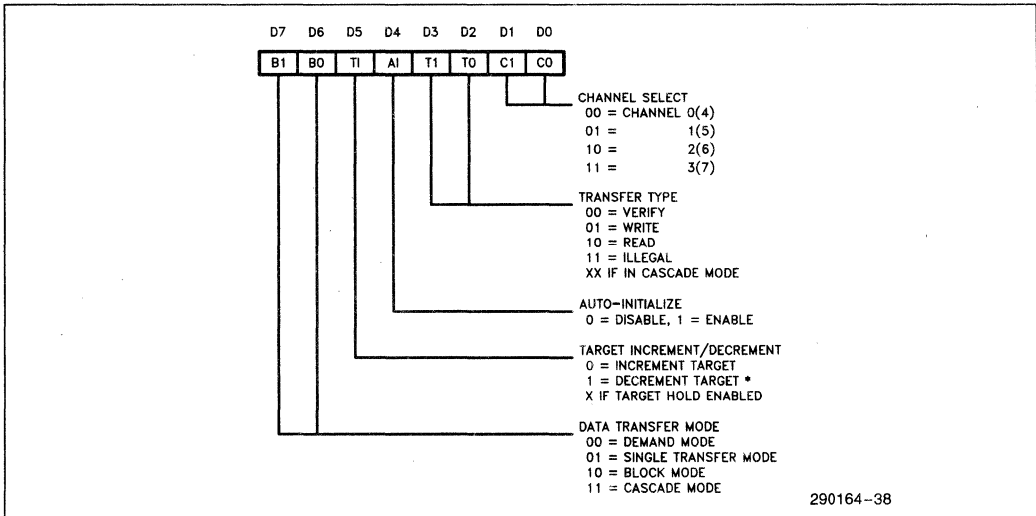 D7 D6 D5 D4 D3 D2 D1 D0
B1 B0 TI AI T1 T0 C1 C0
CHANNEL SELECT
00 = CHANNEL 0(4)
01 = 1(5)
10 = 2(6)
11 = 3(7)
TRANSFER TYPE
00 = VERIFY
01 = WRITE
10 = READ
11 = ILLEGAL
XX IF IN CASCADE MODE
AUTO-INITIALIZE
0 = DISABLE, 1 = ENABLE
TARGET INCREMENT/DECREMENT
0 = INCREMENT TARGET
1 = DECREMENT TARGET *
X IF TARGET HOLD ENABLED
DATA TRANSFER MODE
00 = DEMAND MODE
01 = SINGLE TRANSFER MODE
10 = BLOCK MODE
11 = CASCADE MODE
290164-38